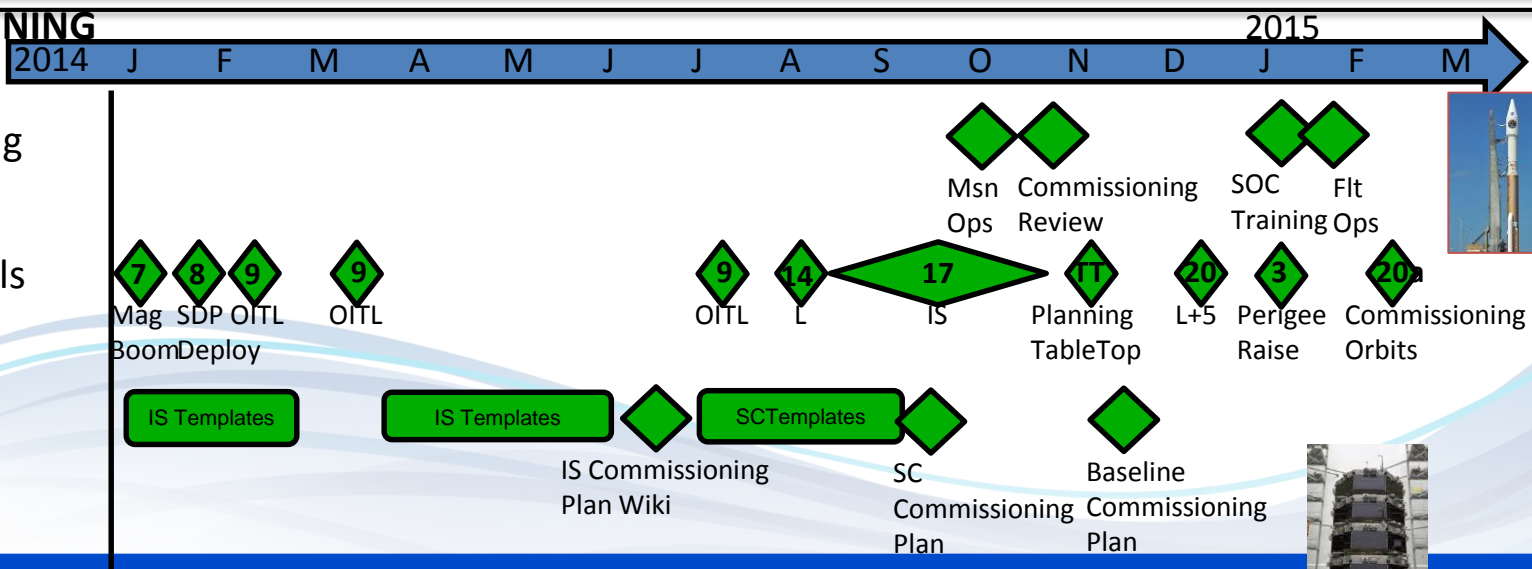 NING
2015
2014 J F M A M J J A S O N D J F M
g
Msn Ops
Commissioning Review
SOC Training
Flt Ops
ls
7 8 9 9 9 14 17 TT 20 3 20a
Mag Boom
SDP Deploy
OITL
OITL
OITL
L
IS
Planning TableTop
L+5
Perigee Raise
Commissioning Orbits
IS Templates
IS Templates
SCTemplates
IS Commissioning
Plan Wiki
SC
Commissioning
Plan
Baseline
Commissioning
Plan